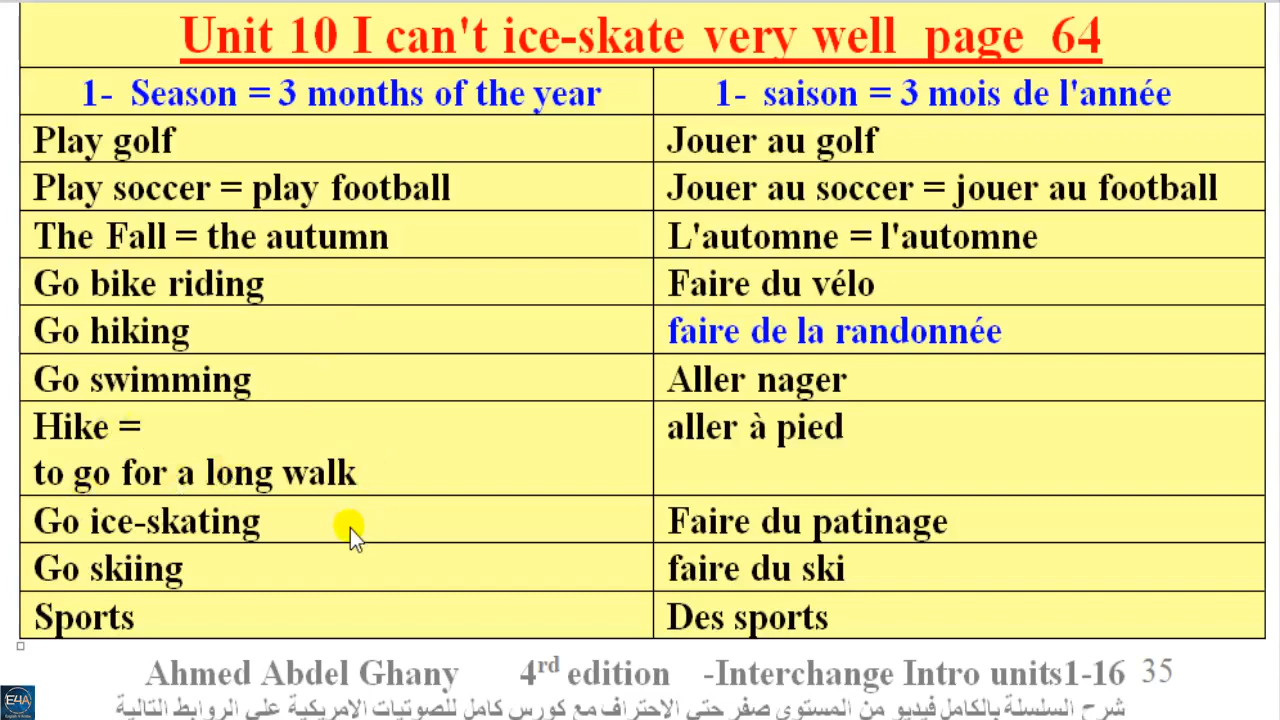 Unit 10 I can't ice-skate very well page 64
1- Season = 3 months of the year
1- saison = 3 mois de l'année
Play golf
Jouer au golf
Play soccer = play football
Jouer au soccer = jouer au football
The Fall = the autumn
L'automne = l'automne
Go bike riding
Faire du vélo
Go hiking
faire de la randonnée
Go swimming
Aller nager
Hike =
to go for a long walk
aller à pied
Go ice-skating
Faire du patinage
Go skiing
faire du ski
Sports
Des sports
Ahmed Abdel Ghany 4rd edition -Interchange Intro units1-16 35
E4A
شرح السلسلة بالكامل فيديو من المستوى صفر حتى الاحتراف مع كورس كامل للصوتيات الامريكية على الروابط التالية